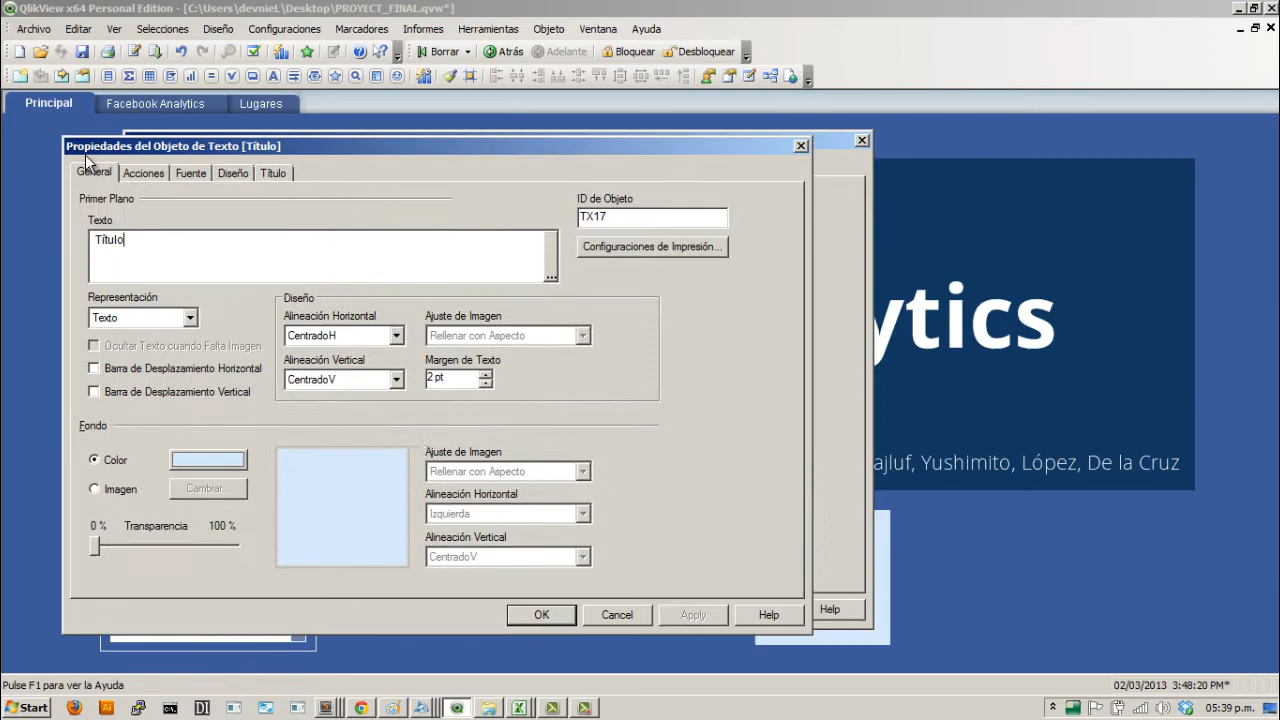 QlikView x64 Personal Edition - [C:\Users\devnieL\Desktop\PROYECT_FINAL.qvw*]
Archivo Editar Ver Selecciones Diseño Configuraciones Marcadores Informes Herramientas Objeto Ventana Ayuda
Borrar Atrás Adelante Bloquear Desbloquear
Principal Facebook Analytics Lugares
Propiedades del Objeto de Texto [Título]
General Acciones Fuente Diseño Título
Primer Plano
ID de Objeto
Texto
TX17
Título
Configuraciones de Impresión...
...
Representación
Diseño
Texto
Alineación Horizontal
Ajuste de Imagen
CentradoH
Rellenar con Aspecto
Ocultar Texto cuando Falta Imagen
Alineación Vertical
Margen de Texto
Barra de Desplazamiento Horizontal
CentradoV
2 pt
Barra de Desplazamiento Vertical
Fondo
Color
Ajuste de Imagen
Rellenar con Aspecto
Imagen
Cambiar...
Alineación Horizontal
Izquierda
0 % Transparencia 100 %
Alineación Vertical
CentradoV
OK Cancel Apply Help
Help
ytics
ajluf, Yushimito, López, De la Cruz
Pulse F1 para ver la Ayuda
02/03/2013 3:48:20 PM*
Start
Ai
DI
05:39 p.m.